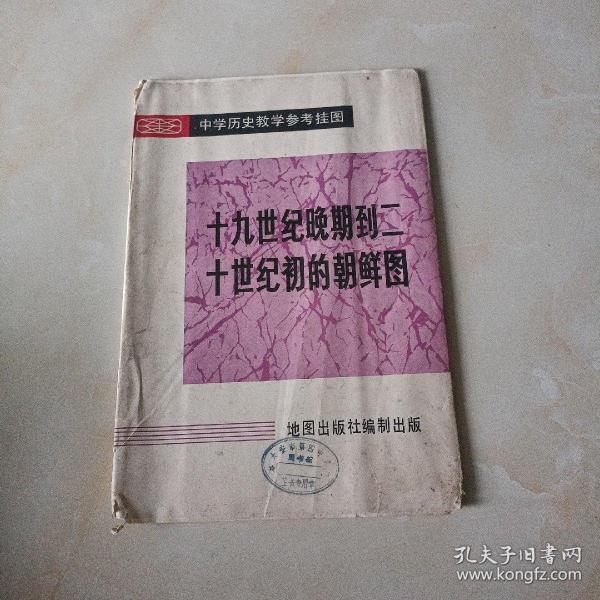 中学历史教学参考挂图
十九世纪晚期到二
十世纪初的朝鲜图
地图出版社编制出版
孔夫子旧书网
www.kongfz.com